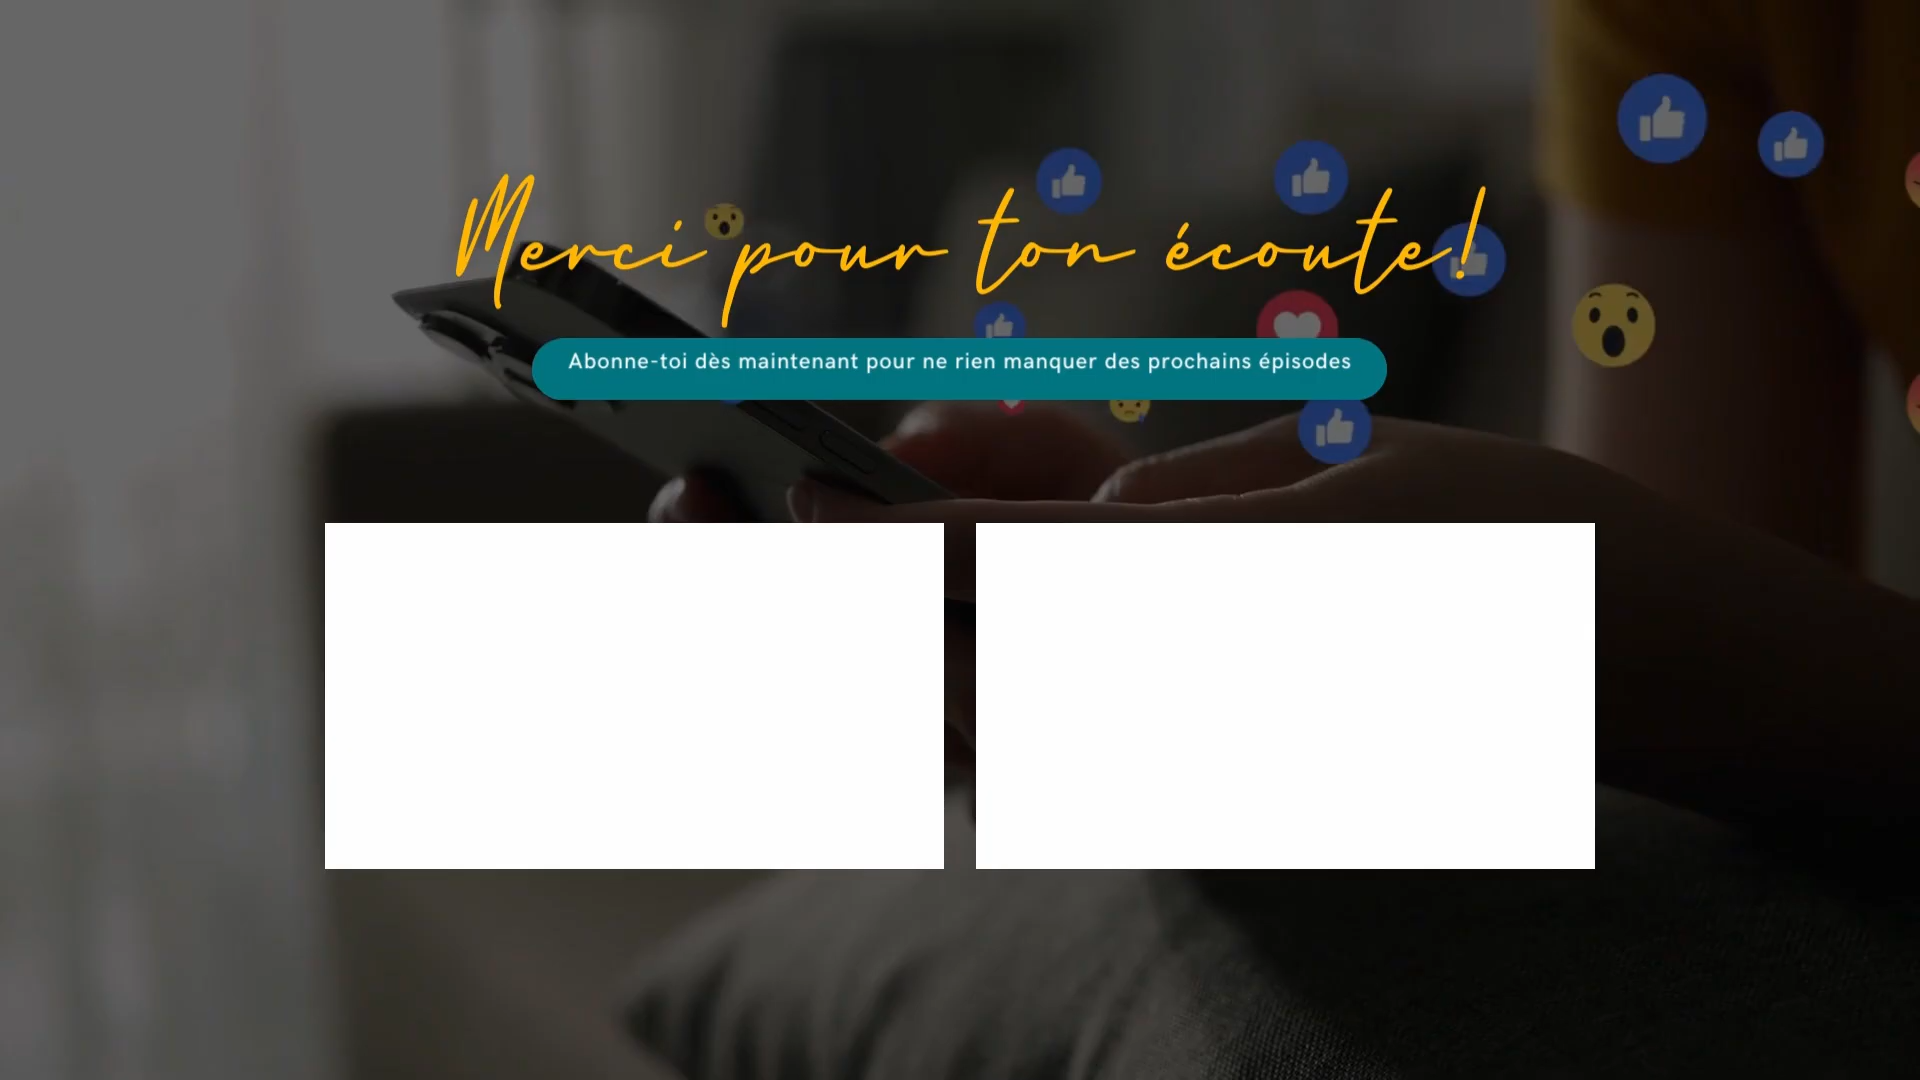 Merci pour ton écoute!
Abonne-toi dès maintenant pour ne rien manquer des prochains épisodes